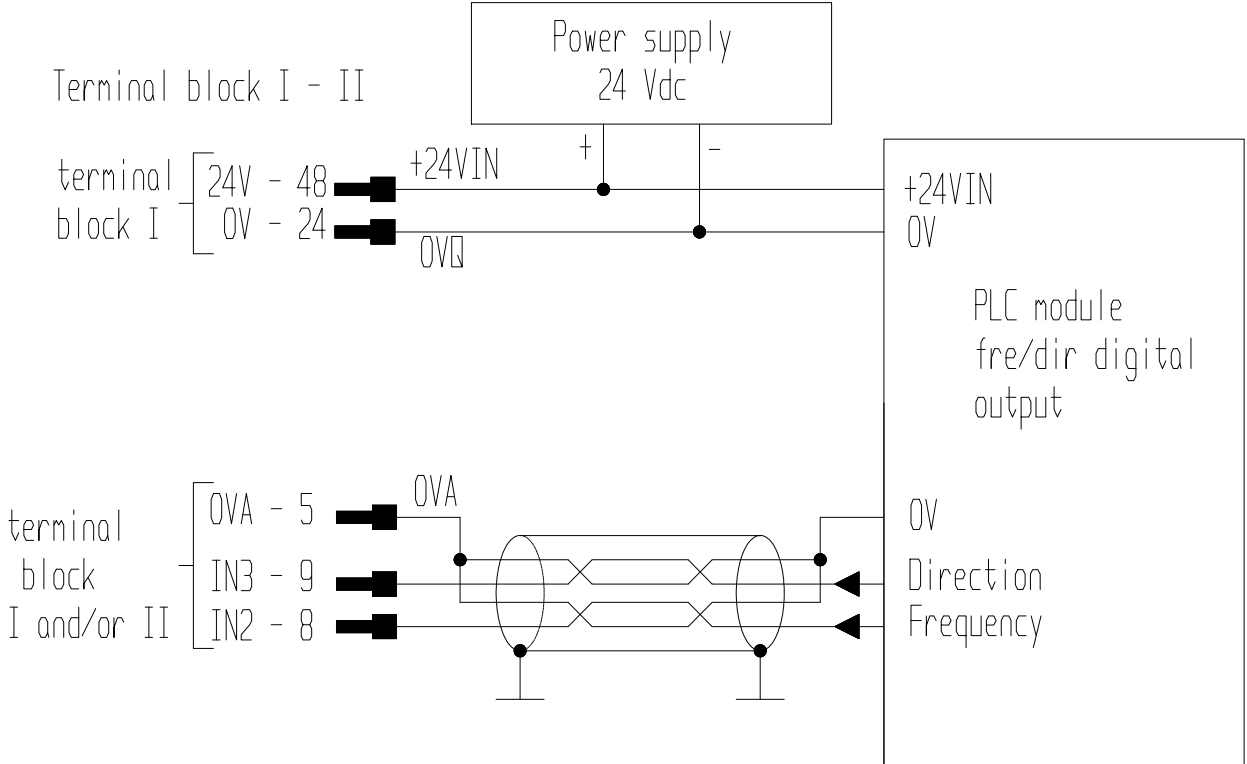 Power supply
24 Vdc
Terminal block I - II
+ -
terminal
block I
24V - 48
0V - 24
+24VIN
0VQ
+24VIN
0V
PLC module
fre/dir digital
output
terminal
block
I and/or II
0VA - 5
IN3 - 9
IN2 - 8
0VA
0V
Direction
Frequency